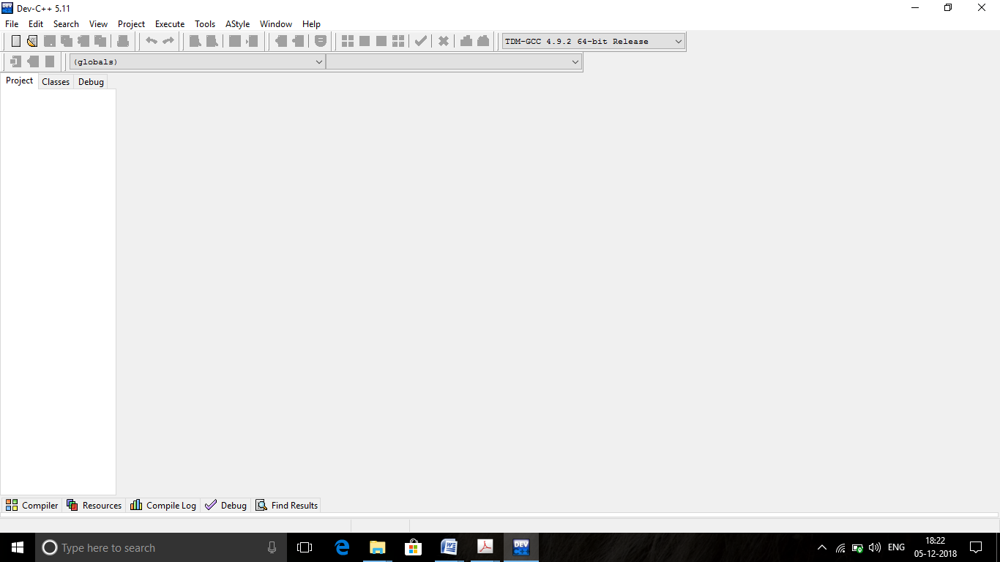 Dev-C++ 5.11
File Edit Search View Project Execute Tools AStyle Window Help
TDM-GCC 4.9.2 64-bit Release
(globals)
Project Classes Debug
Compiler Resources Compile Log Debug Find Results
Type here to search
ENG
18:22
05-12-2018